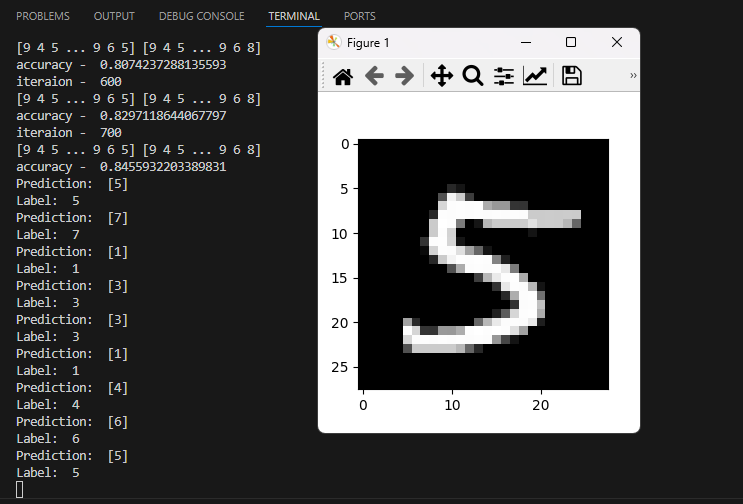 PROBLEMS OUTPUT DEBUG CONSOLE TERMINAL PORTS
[9 4 5 ... 9 6 5] [9 4 5 ... 9 6 8]
accuracy -  0.8074237288135593
iteraion -  600
[9 4 5 ... 9 6 5] [9 4 5 ... 9 6 8]
accuracy -  0.8297118644067797
iteraion -  700
[9 4 5 ... 9 6 5] [9 4 5 ... 9 6 8]
accuracy -  0.8455932203389831
Prediction:  [5]
Label:  5
Prediction:  [7]
Label:  7
Prediction:  [1]
Label:  1
Prediction:  [3]
Label:  3
Prediction:  [3]
Label:  3
Prediction:  [1]
Label:  1
Prediction:  [4]
Label:  4
Prediction:  [6]
Label:  6
Prediction:  [5]
Label:  5
Figure 1
»
0
5
10
15
20
25
0 10 20
5